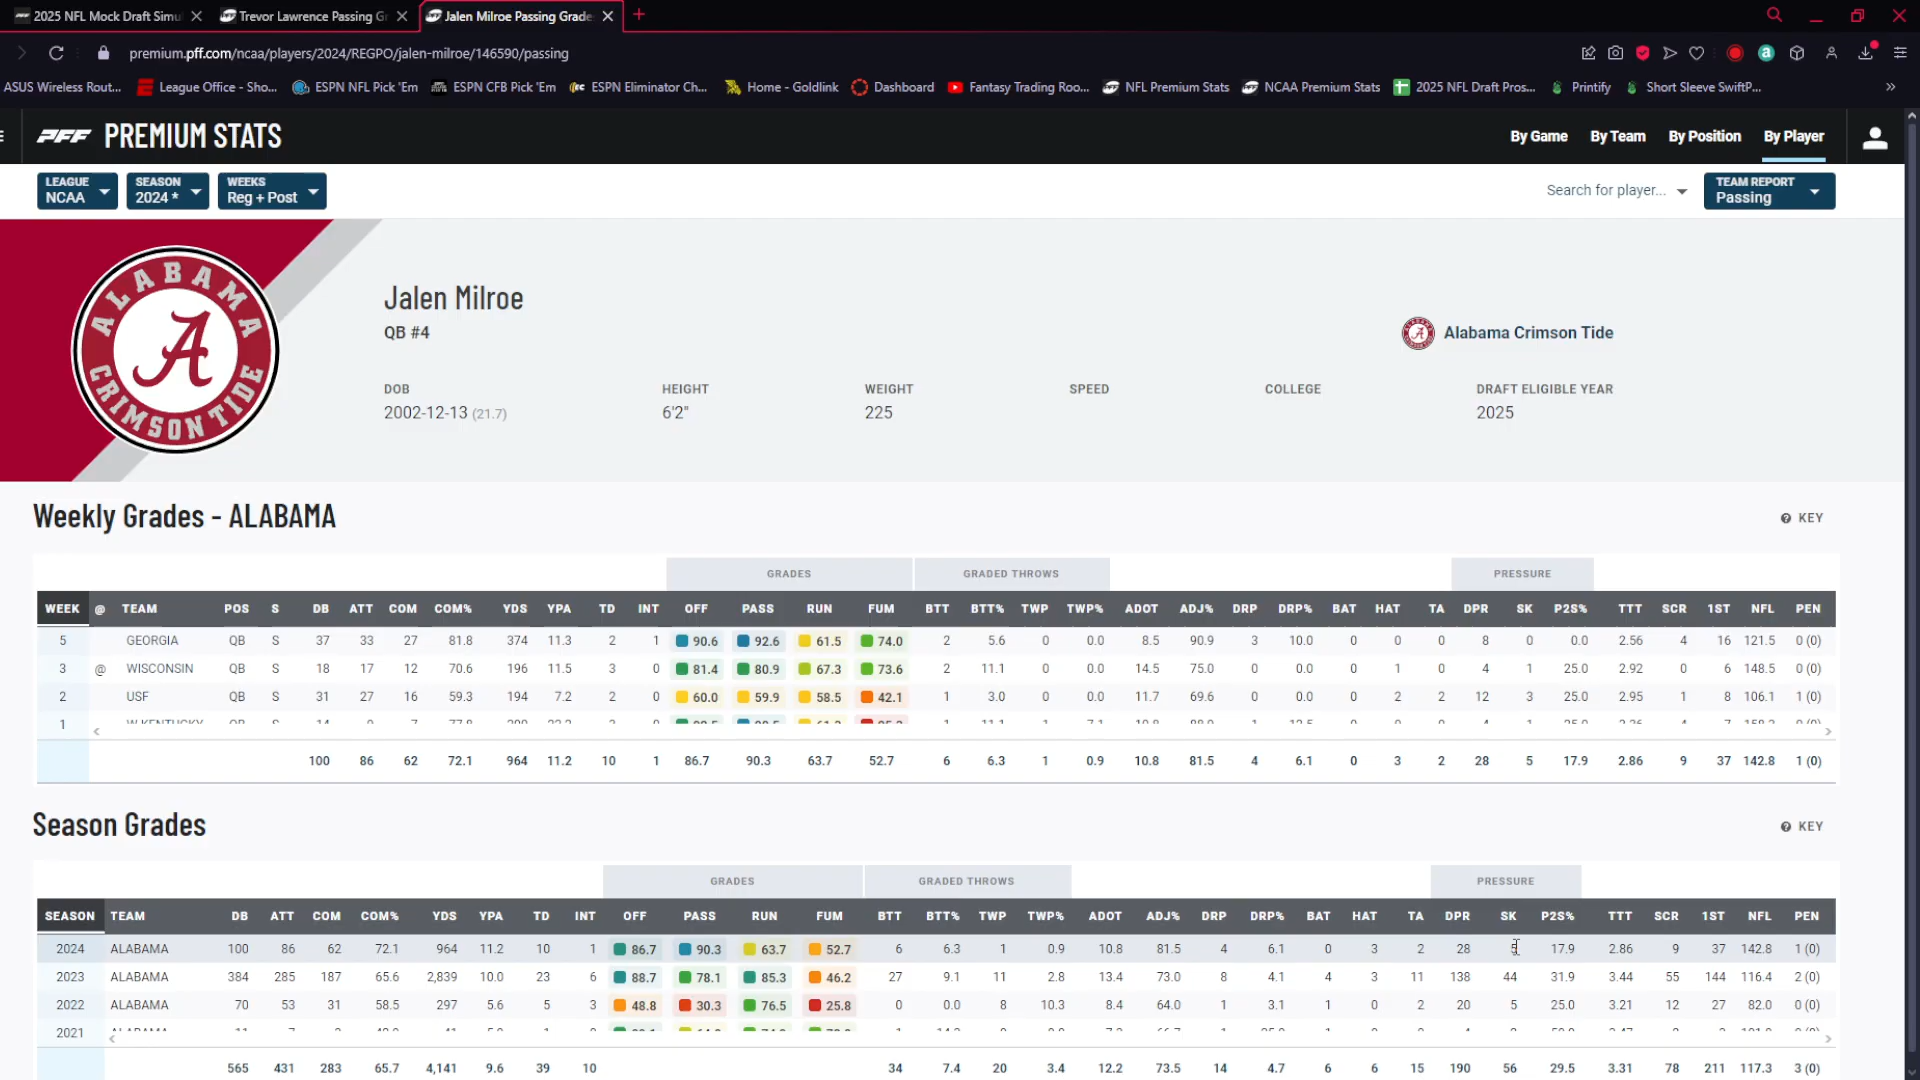 2025 NFL Mock Draft Simu
Trevor Lawrence Passing Gr
Jalen Milroe Passing Grade
premium.pff.com/ncaa/players/2024/REGPO/jalen-milroe/146590/passing
ASUS Wireless Rout...
League Office - Sho...
ESPN NFL Pick 'Em
ESPN CFB Pick 'Em
ESPN Eliminator Ch...
Home - Goldlink
Dashboard
Fantasy Trading Roo...
NFL Premium Stats
NCAA Premium Stats
2025 NFL Draft Pros...
Printify
Short Sleeve SwiftP...
PFF PREMIUM STATS
By Game By Team By Position By Player
LEAGUE NCAA
SEASON 2024 *
WEEKS Reg + Post
Search for player...
TEAM REPORT Passing
ALABAMA
A
CRIMSON TIDE
Jalen Milroe
QB #4
Alabama Crimson Tide
DOB HEIGHT WEIGHT SPEED COLLEGE DRAFT ELIGIBLE YEAR
2002-12-13 (21.7) 6'2" 225 2025
Weekly Grades - ALABAMA
KEY
GRADES GRADED THROWS PRESSURE
WEEK @ TEAM POS S DB ATT COM COM% YDS YPA TD INT OFF PASS RUN FUM BTT BTT% TWP TWP% ADOT ADJ% DRP DRP% BAT HAT TA DPR SK P2S% TTT SCR 1ST NFL PEN
5 GEORGIA QB S 37 33 27 81.8 374 11.3 2 1 90.6 92.6 61.5 74.0 2 5.6 0 0.0 8.5 90.9 3 10.0 0 0 0 8 0 0.0 2.56 4 16 121.5 0 (0)
3 @ WISCONSIN QB S 18 17 12 70.6 196 11.5 3 0 81.4 80.9 67.3 73.6 2 11.1 0 0.0 14.5 75.0 0 0.0 0 1 0 4 1 25.0 2.92 0 6 148.5 0 (0)
2 USF QB S 31 27 16 59.3 194 7.2 2 0 60.0 59.9 58.5 42.1 1 3.0 0 0.0 11.7 69.6 0 0.0 0 2 2 12 3 25.0 2.95 1 8 106.1 1 (0)
1 W KENTUCKY QB S
100 86 62 72.1 964 11.2 10 1 86.7 90.3 63.7 52.7 6 6.3 1 0.9 10.8 81.5 4 6.1 0 3 2 28 5 17.9 2.86 9 37 142.8 1 (0)
Season Grades
KEY
GRADES GRADED THROWS PRESSURE
SEASON TEAM DB ATT COM COM% YDS YPA TD INT OFF PASS RUN FUM BTT BTT% TWP TWP% ADOT ADJ% DRP DRP% BAT HAT TA DPR SK P2S% TTT SCR 1ST NFL PEN
2024 ALABAMA 100 86 62 72.1 964 11.2 10 1 86.7 90.3 63.7 52.7 6 6.3 1 0.9 10.8 81.5 4 6.1 0 3 2 28 5 17.9 2.86 9 37 142.8 1 (0)
2023 ALABAMA 384 285 187 65.6 2,839 10.0 23 6 88.7 78.1 85.3 46.2 27 9.1 11 2.8 13.4 73.0 8 4.1 4 3 11 138 44 31.9 3.44 55 144 116.4 2 (0)
2022 ALABAMA 70 53 31 58.5 297 5.6 5 3 48.8 30.3 76.5 25.8 0 0.0 8 10.3 8.4 64.0 1 3.1 1 0 2 20 5 25.0 3.21 12 27 82.0 0 (0)
2021 ALABAMA
565 431 283 65.7 4,141 9.6 39 10 34 7.4 20 3.4 12.2 73.5 14 4.7 6 6 15 190 56 29.5 3.31 78 211 117.3 3 (0)